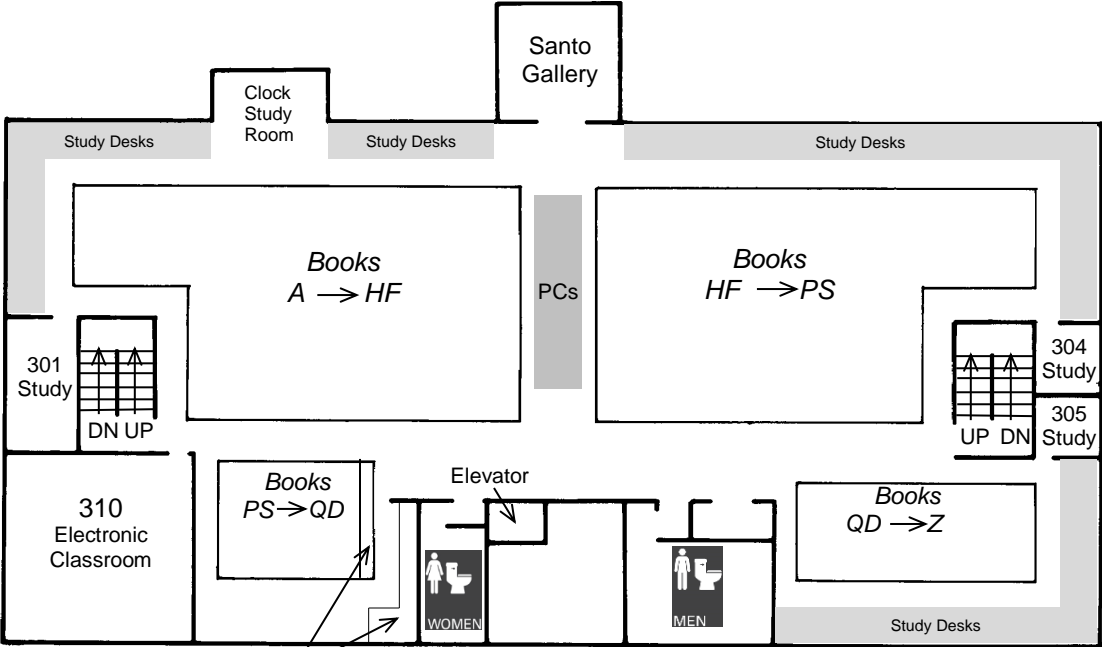 Santo
Gallery
Clock
Study
Room
Study Desks
Study Desks
Study Desks
Books
A → HF
PCs
Books
HF → PS
301
Study
DN UP
304
Study
305
Study
UP DN
310
Electronic
Classroom
Books
PS → QD
Elevator
Books
QD → Z
WOMEN
MEN
Study Desks